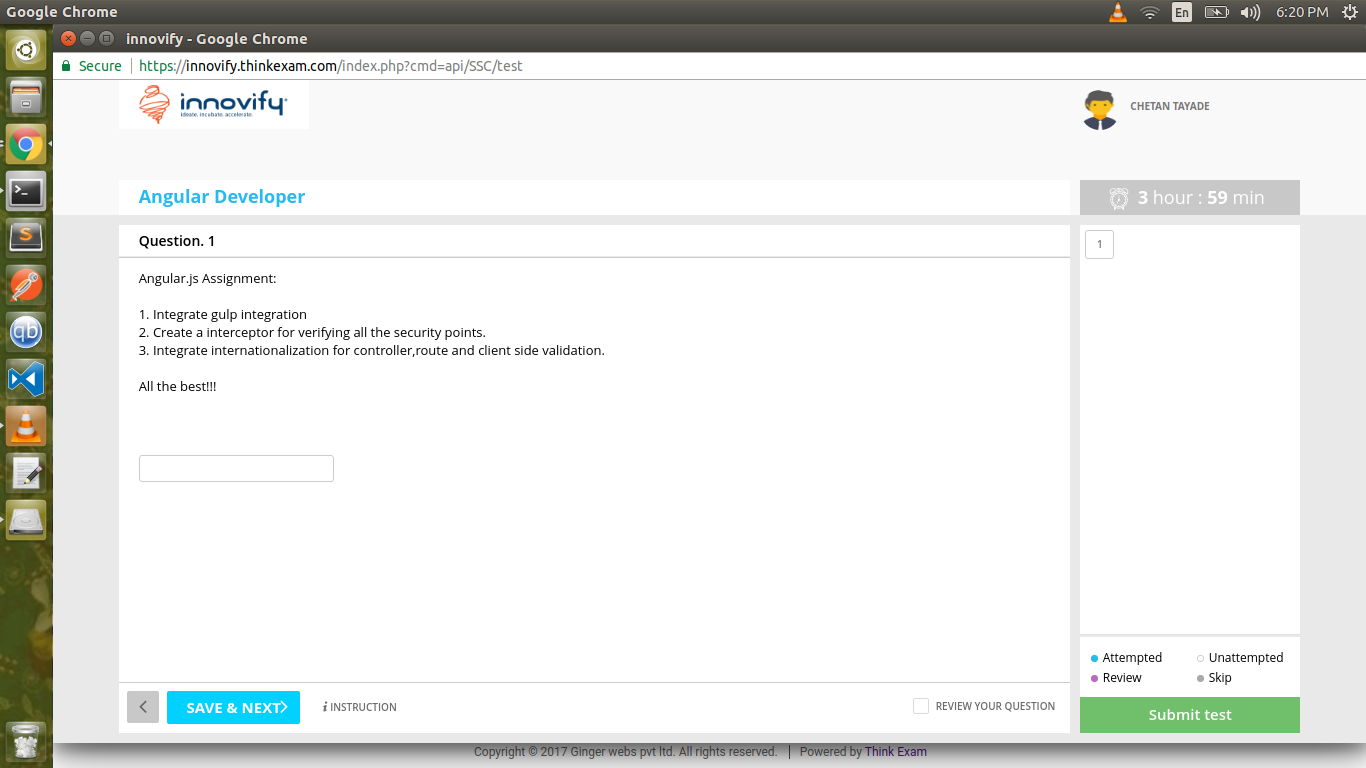 Google Chrome
En
6:20 PM
innovify - Google Chrome
Secure https://innovify.thinkexam.com/index.php?cmd=api/SSC/test
innovify
ideate. incubate. accelerate.
CHETAN TAYADE
Angular Developer
3 hour : 59 min
Question. 1
1
Angular.js Assignment:
1. Integrate gulp integration
2. Create a interceptor for verifying all the security points.
3. Integrate internationalization for controller,route and client side validation.
All the best!!!
Attempted
Unattempted
Review
Skip
SAVE & NEXT
i INSTRUCTION
REVIEW YOUR QUESTION
Submit test
Copyright © 2017 Ginger webs pvt ltd. All rights reserved. | Powered by Think Exam
S
qb